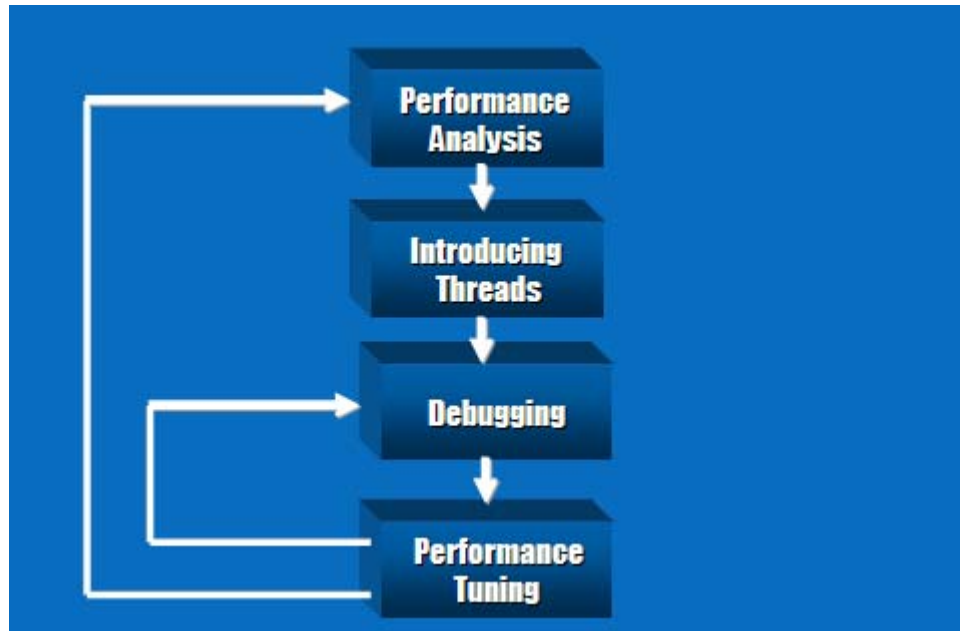 Performance
Analysis
Introducing
Threads
Debugging
Performance
Tuning